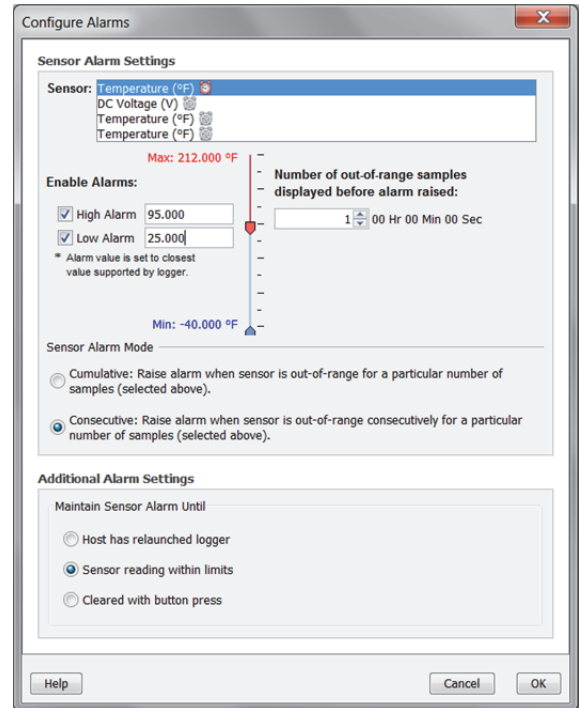 Configure Alarms
Sensor Alarm Settings
Sensor: Temperature (ºF)
DC Voltage (V)
Temperature (ºF)
Temperature (ºF)
Max: 212.000 ºF
Enable Alarms:
High Alarm 95.000
Low Alarm 25.000
* Alarm value is set to closest
value supported by logger.
Min: -40.000 ºF
Number of out-of-range samples
displayed before alarm raised:
1 00 Hr 00 Min 00 Sec
Sensor Alarm Mode
Cumulative: Raise alarm when sensor is out-of-range for a particular number of
samples (selected above).
Consecutive: Raise alarm when sensor is out-of-range consecutively for a particular
number of samples (selected above).
Additional Alarm Settings
Maintain Sensor Alarm Until
Host has relaunched logger
Sensor reading within limits
Cleared with button press
Help
Cancel
OK